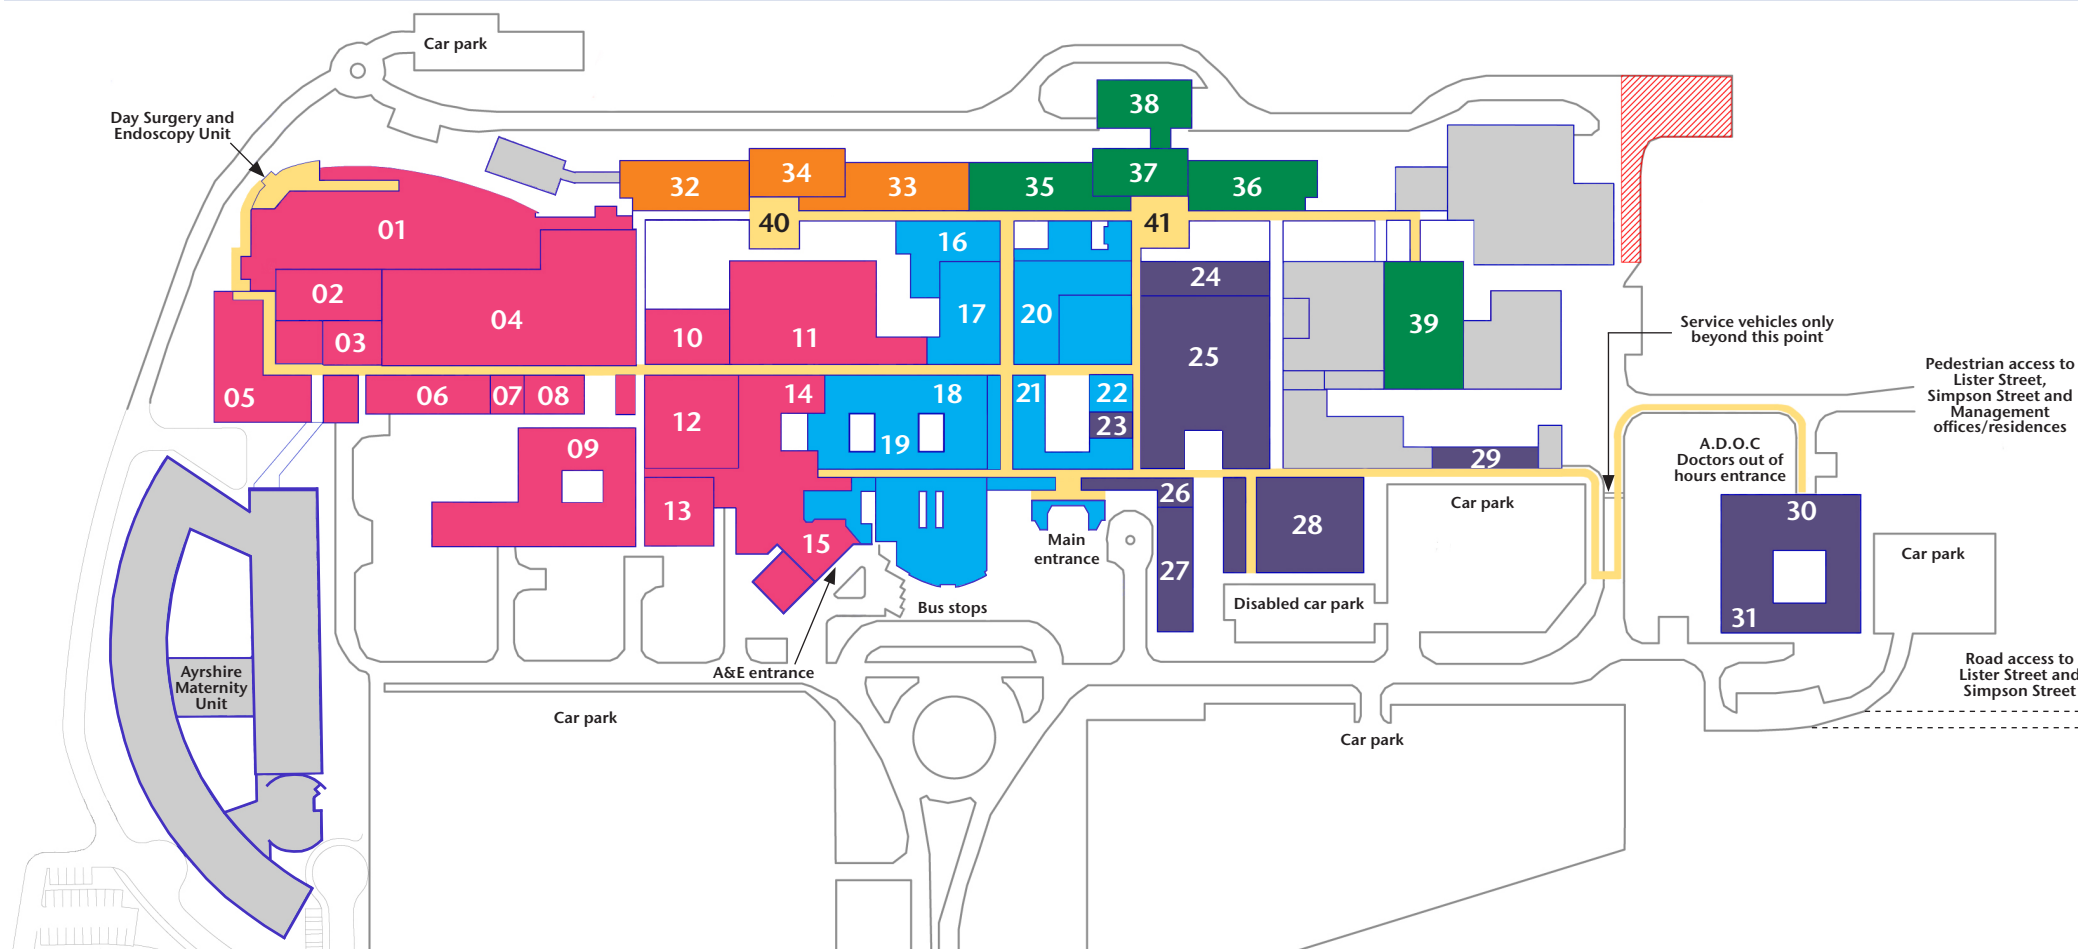 Car park
38
Day Surgery and
Endoscopy Unit
34
37
32
33
35
36
40
41
01
16
24
02
17
20
04
10
11
25
39
03
Service vehicles only
beyond this point
Pedestrian access to
Lister Street,
Simpson Street and
Management
offices/residences
05
06
07
08
14
18
21
22
12
23
09
19
29
A.D.O.C
Doctors out of
hours entrance
26
Car park
13
28
30
15
Main
entrance
27
Car park
Bus stops
Disabled car park
31
Ayrshire
Maternity
Unit
A&E entrance
Road access to
Lister Street and
Simpson Street
Car park
Car park